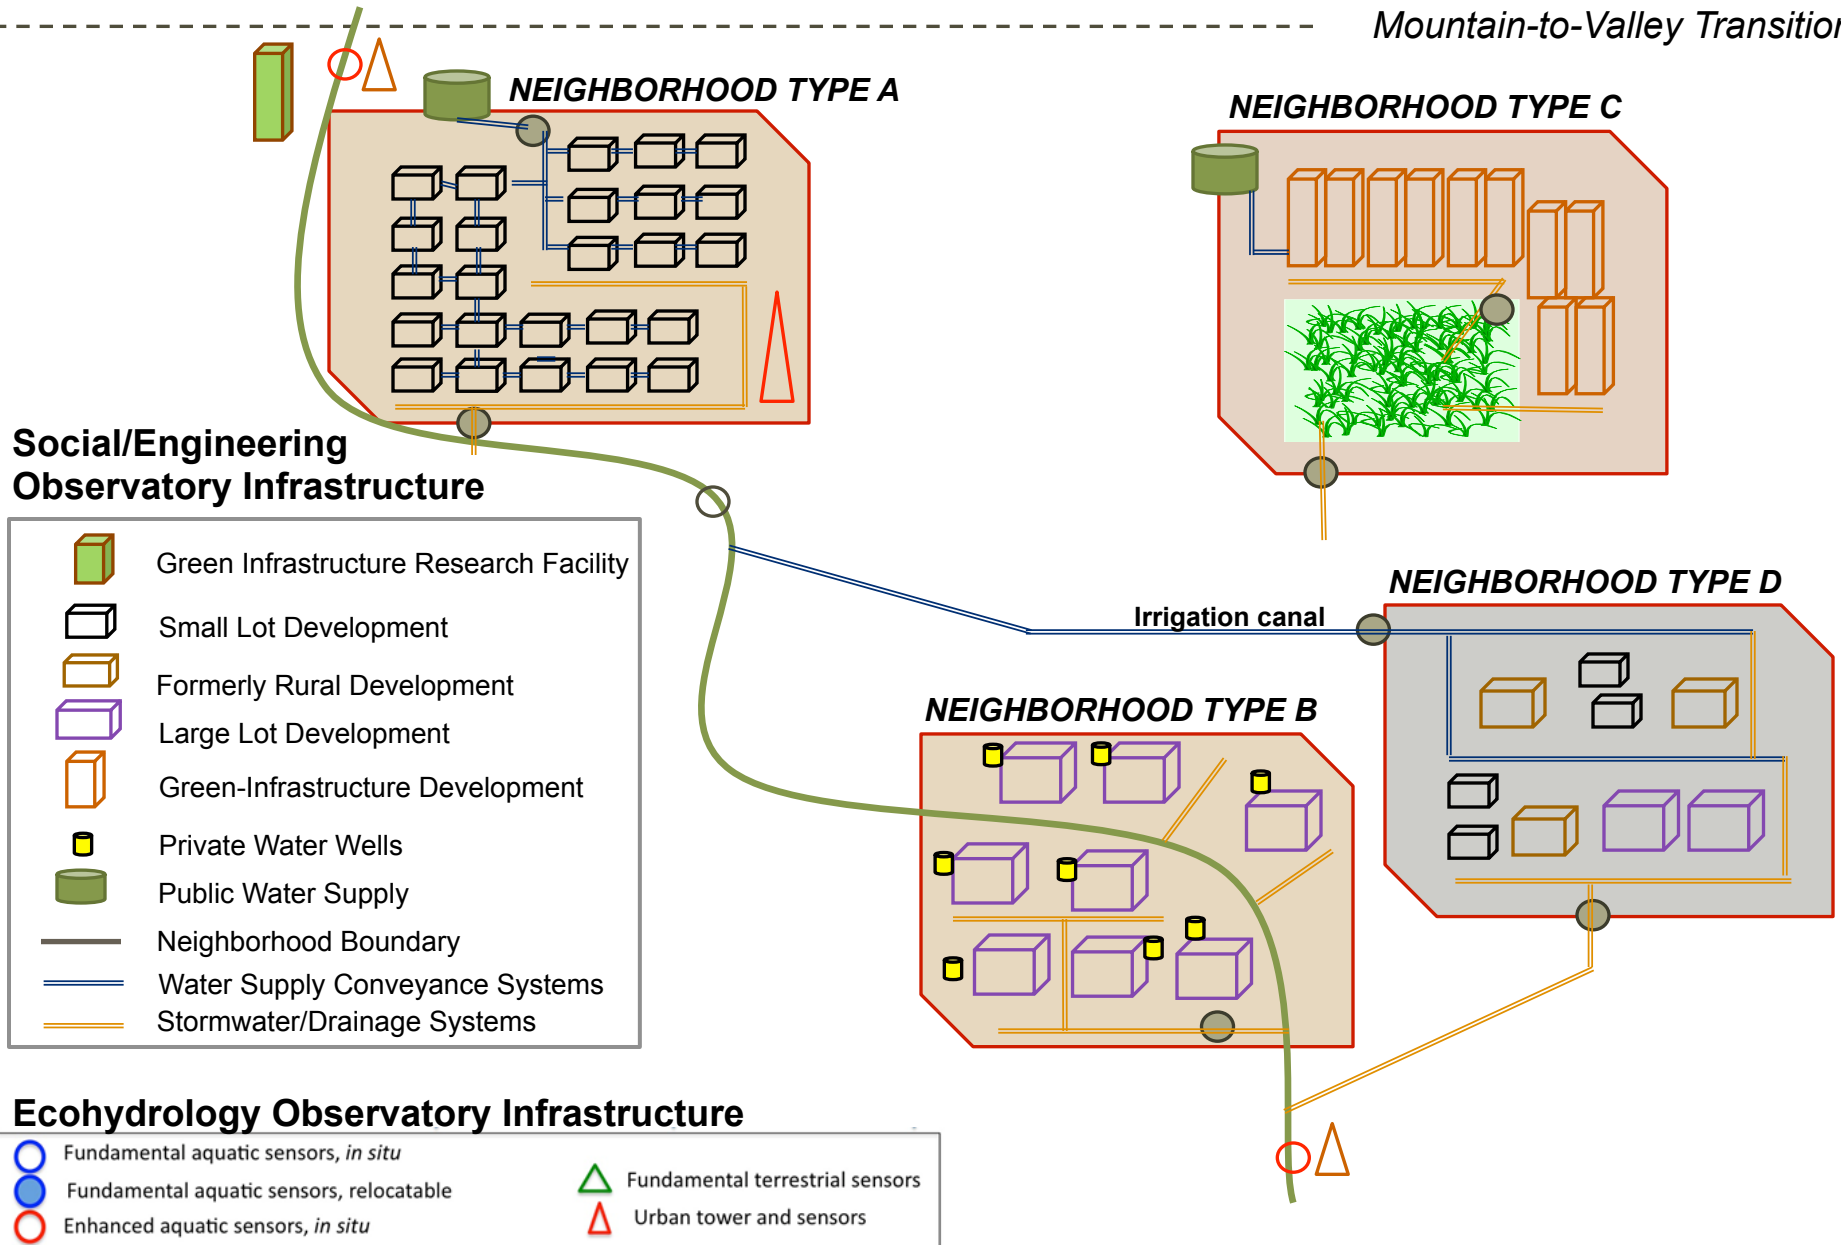 Mountain-to-Valley Transition
NEIGHBORHOOD TYPE A
NEIGHBORHOOD TYPE C
Social/Engineering
Observatory Infrastructure
Green Infrastructure Research Facility
Small Lot Development
Formerly Rural Development
Large Lot Development
Green-Infrastructure Development
Private Water Wells
Public Water Supply
Neighborhood Boundary
Water Supply Conveyance Systems
Stormwater/Drainage Systems
NEIGHBORHOOD TYPE D
Irrigation canal
NEIGHBORHOOD TYPE B
Ecohydrology Observatory Infrastructure
Fundamental aquatic sensors, in situ
Fundamental aquatic sensors, relocatable
Enhanced aquatic sensors, in situ
Fundamental terrestrial sensors
Urban tower and sensors